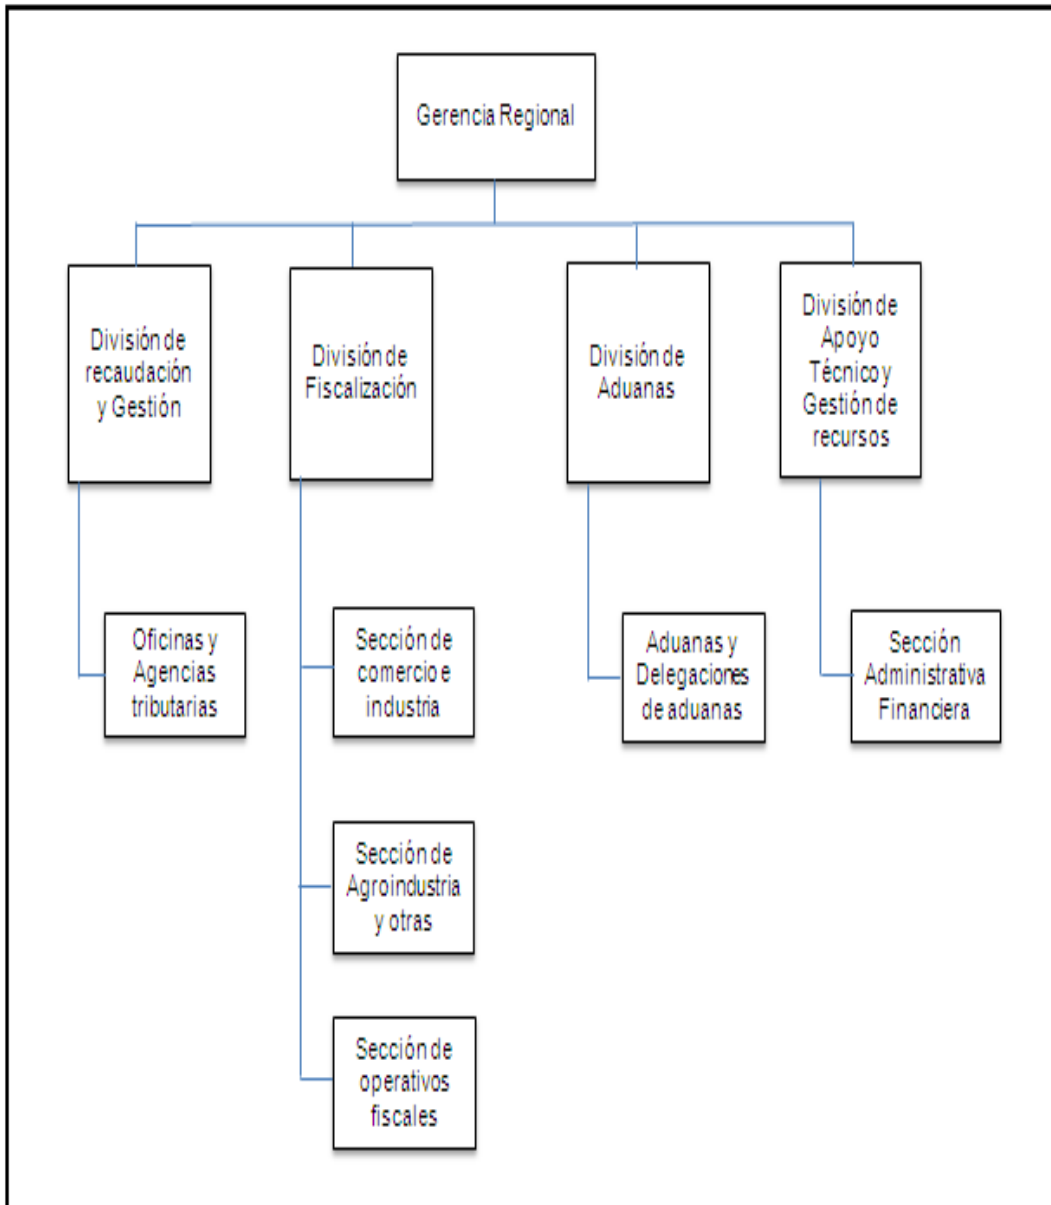 Gerencia Regional
División de
recaudación
y Gestión
División de
Fiscalización
División de
Aduanas
División de
Apoyo
Técnico y
Gestión de
recursos
Oficinas y
Agencias
tributarias
Sección de
comercio e
industria
Aduanas y
Delegaciones
de aduanas
Sección
Administrativa
Financiera
Sección de
Agroindustria
y otras
Sección de
operativos
fiscales